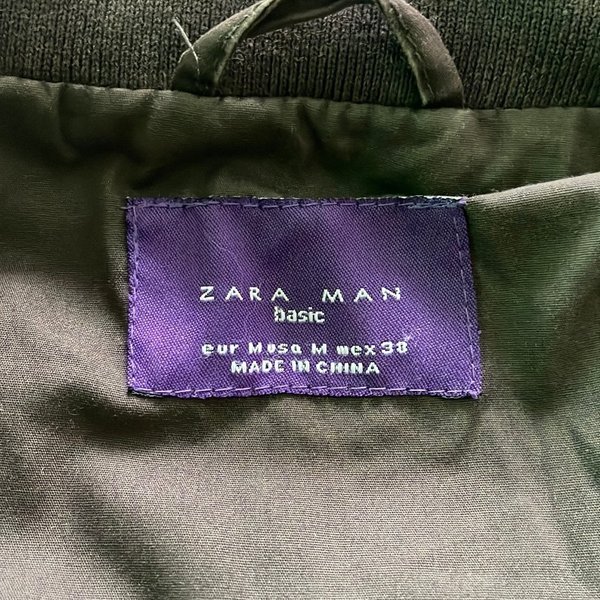 ZARA MAN
basic
eur M usa M mex 38
MADE IN CHINA